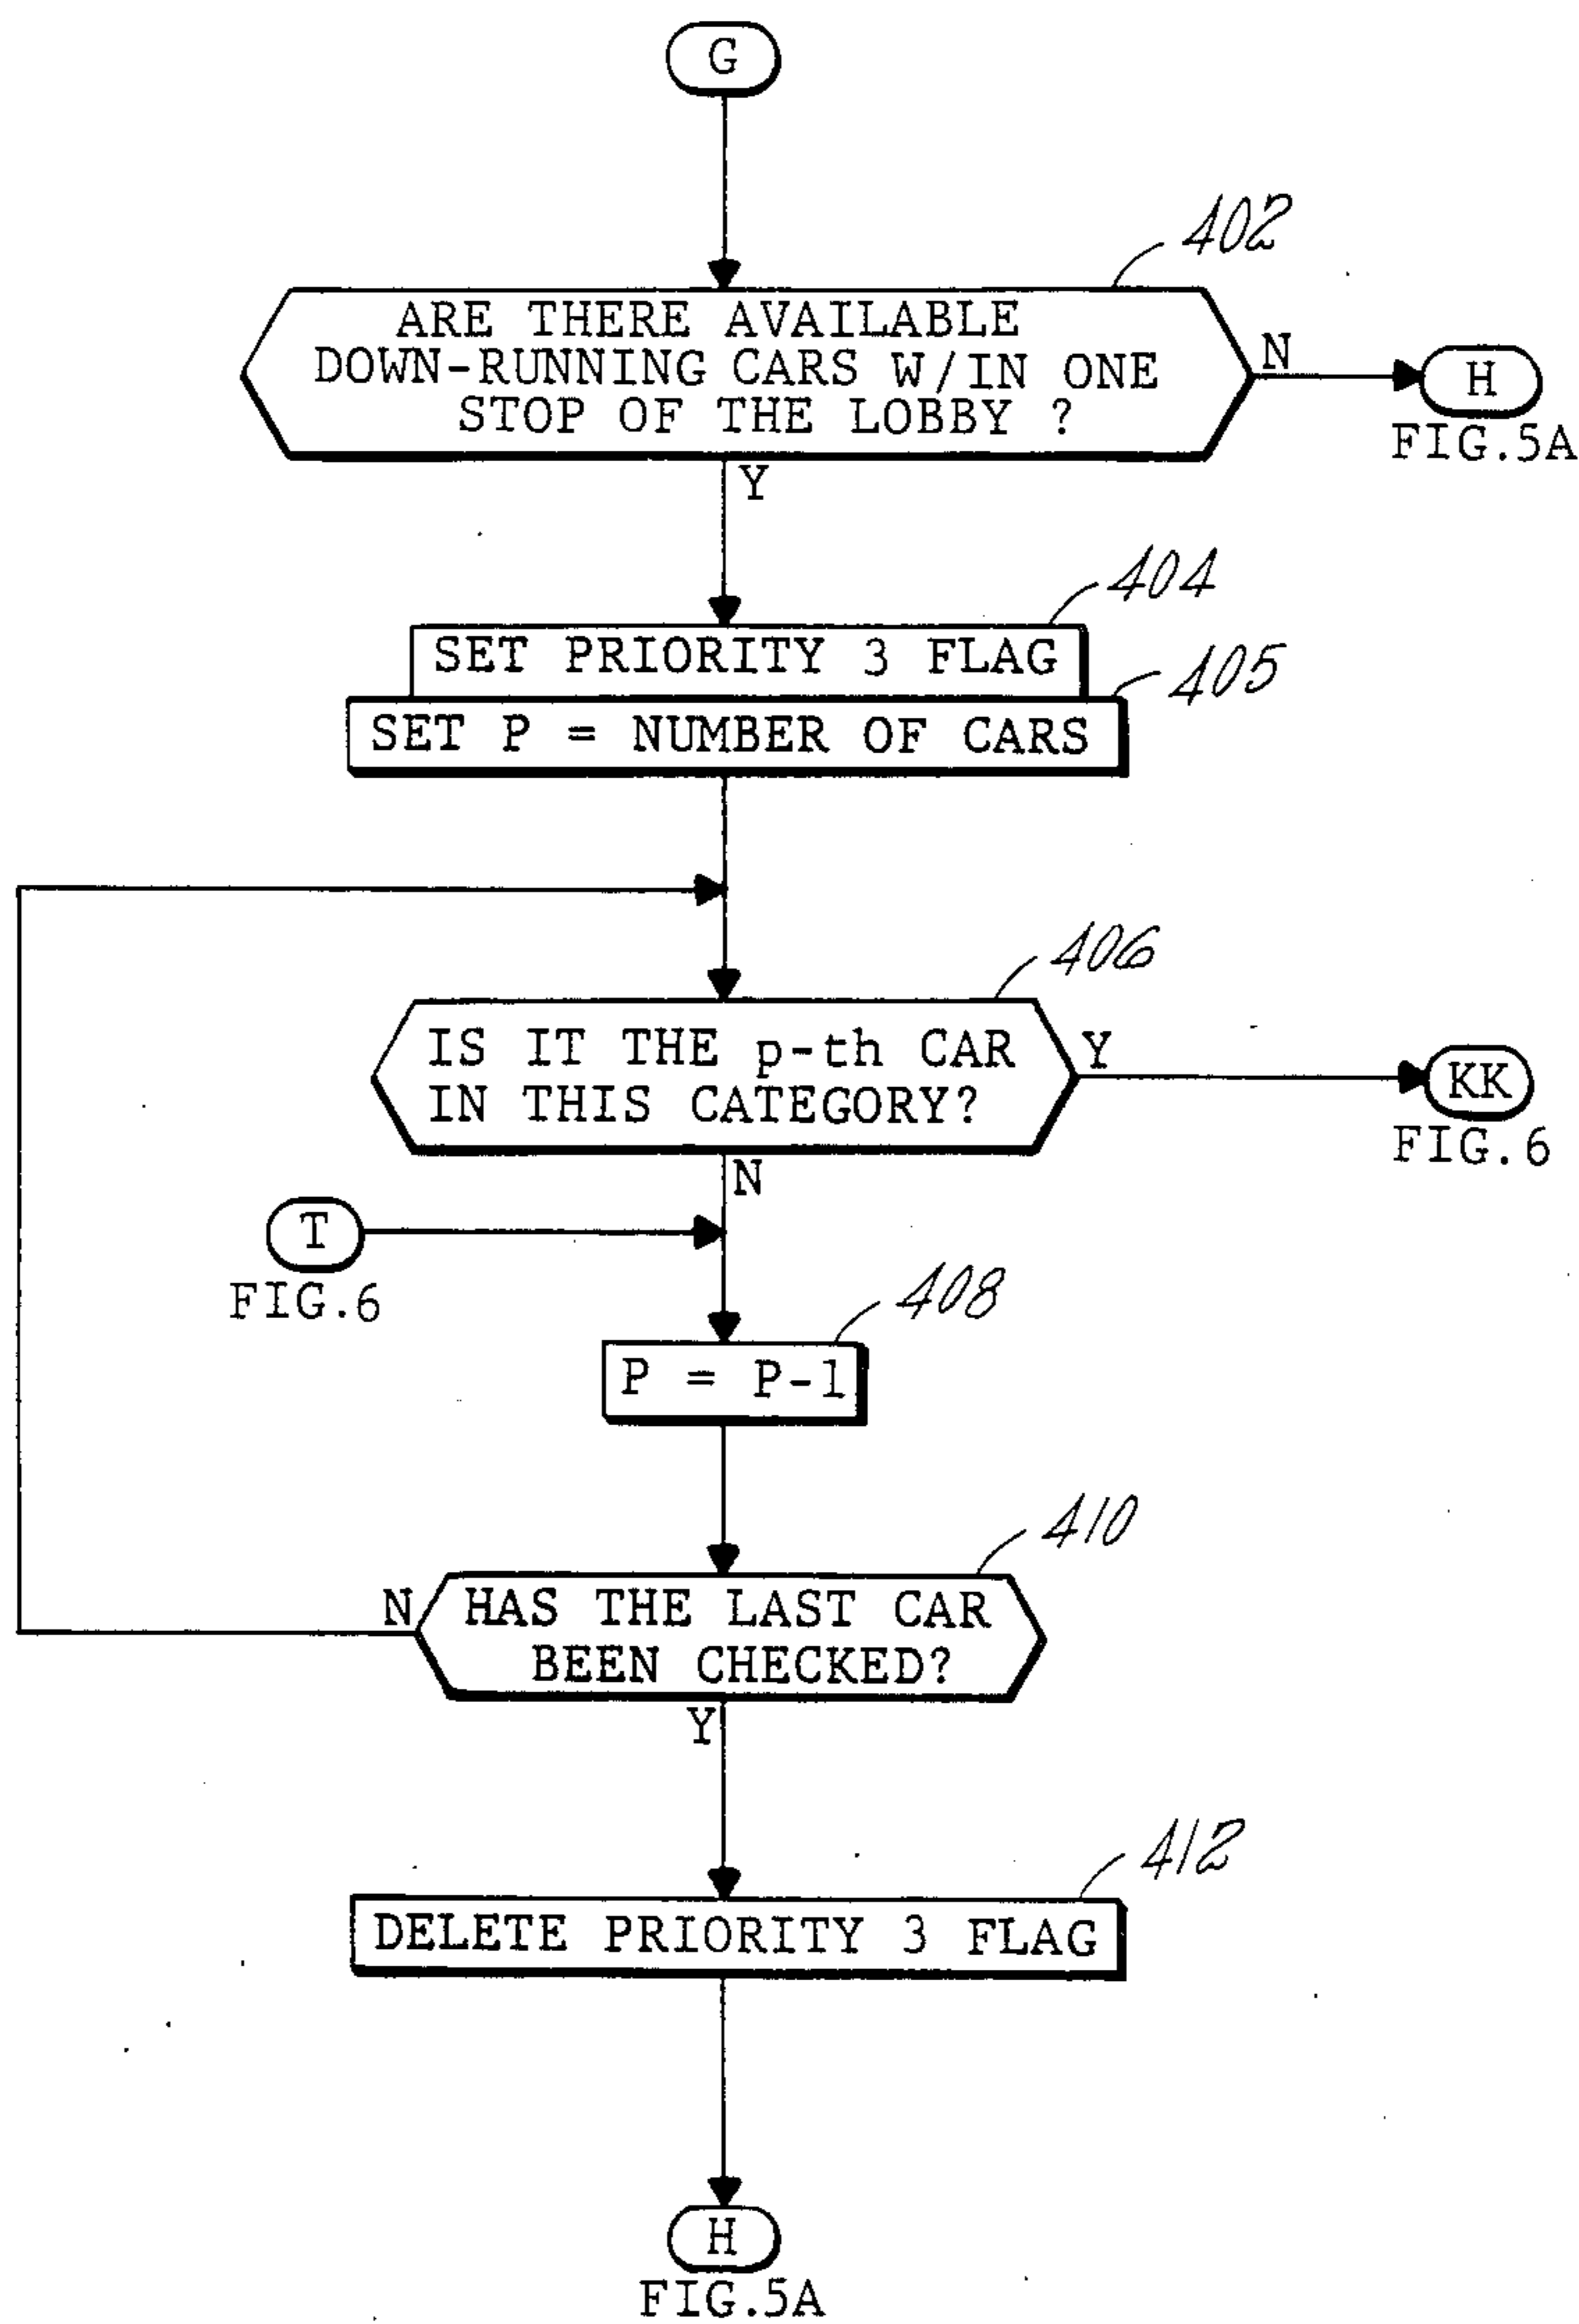 G
402
ARE THERE AVAILABLE
DOWN-RUNNING CARS W/IN ONE
STOP OF THE LOBBY ?
N
H
FIG.5A
Y
404
SET PRIORITY 3 FLAG
405
SET P = NUMBER OF CARS
406
IS IT THE p-th CAR
IN THIS CATEGORY?
Y
KK
FIG.6
N
T
FIG.6
408
P = P-1
410
N
HAS THE LAST CAR
BEEN CHECKED?
Y
412
DELETE PRIORITY 3 FLAG
H
FIG.5A